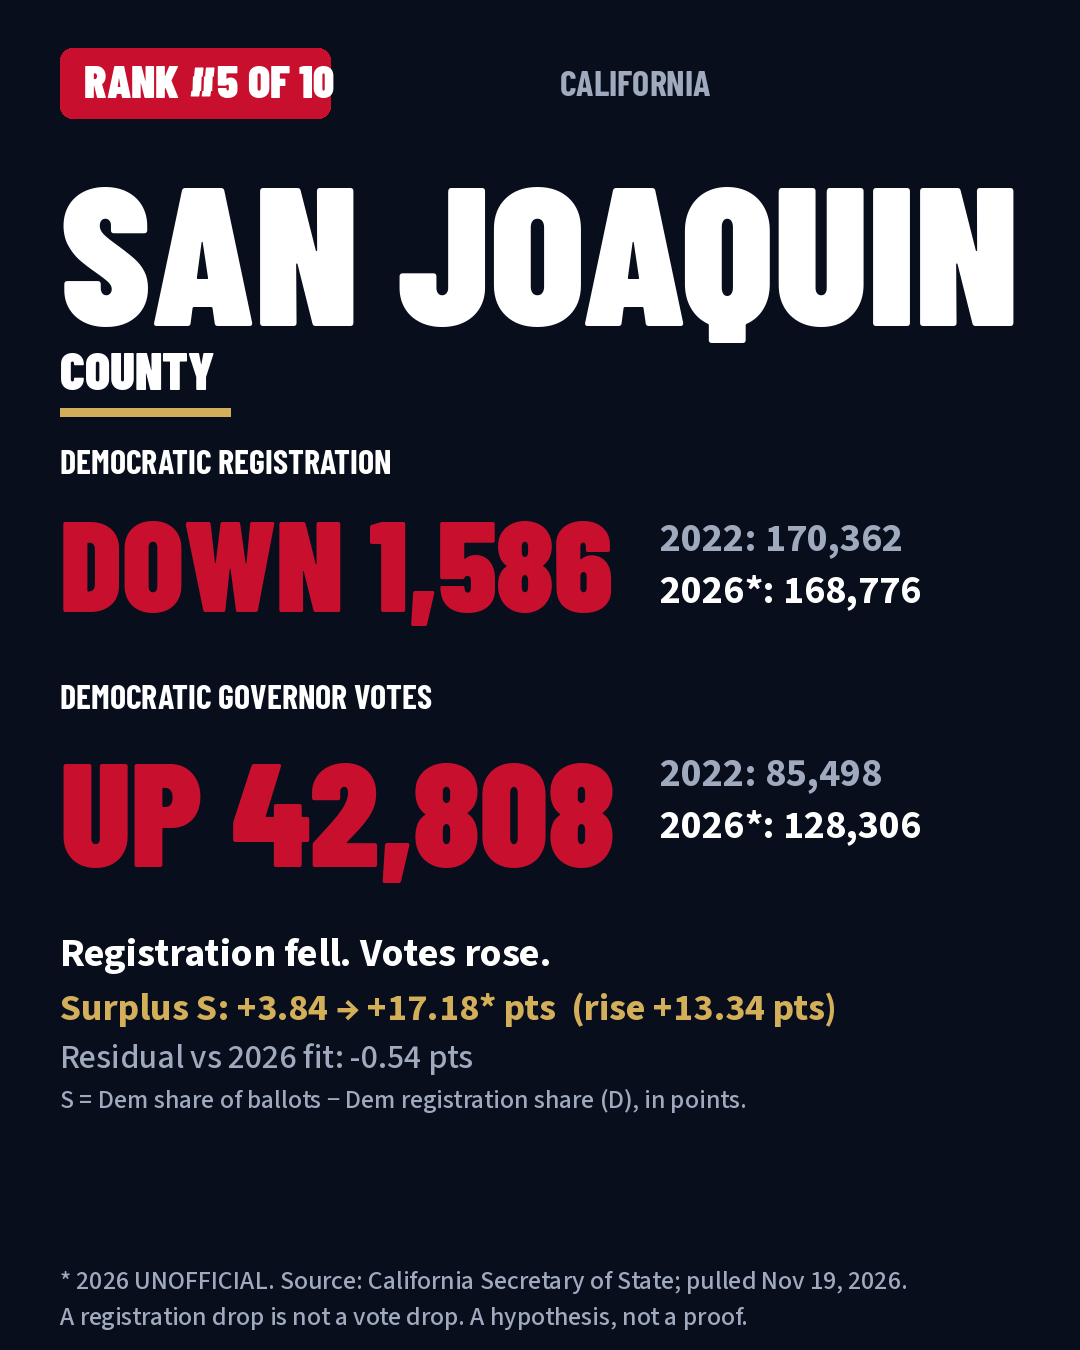 RANK #5 OF 10
CALIFORNIA
SAN JOAQUIN
COUNTY
DEMOCRATIC REGISTRATION
DOWN 1,586
2022: 170,362
2026*: 168,776
DEMOCRATIC GOVERNOR VOTES
UP 42,808
2022: 85,498
2026*: 128,306
Registration fell. Votes rose.
Surplus S: +3.84 → +17.18* pts (rise +13.34 pts)
Residual vs 2026 fit: -0.54 pts
S = Dem share of ballots − Dem registration share (D), in points.
* 2026 UNOFFICIAL. Source: California Secretary of State; pulled Nov 19, 2026.
A registration drop is not a vote drop. A hypothesis, not a proof.